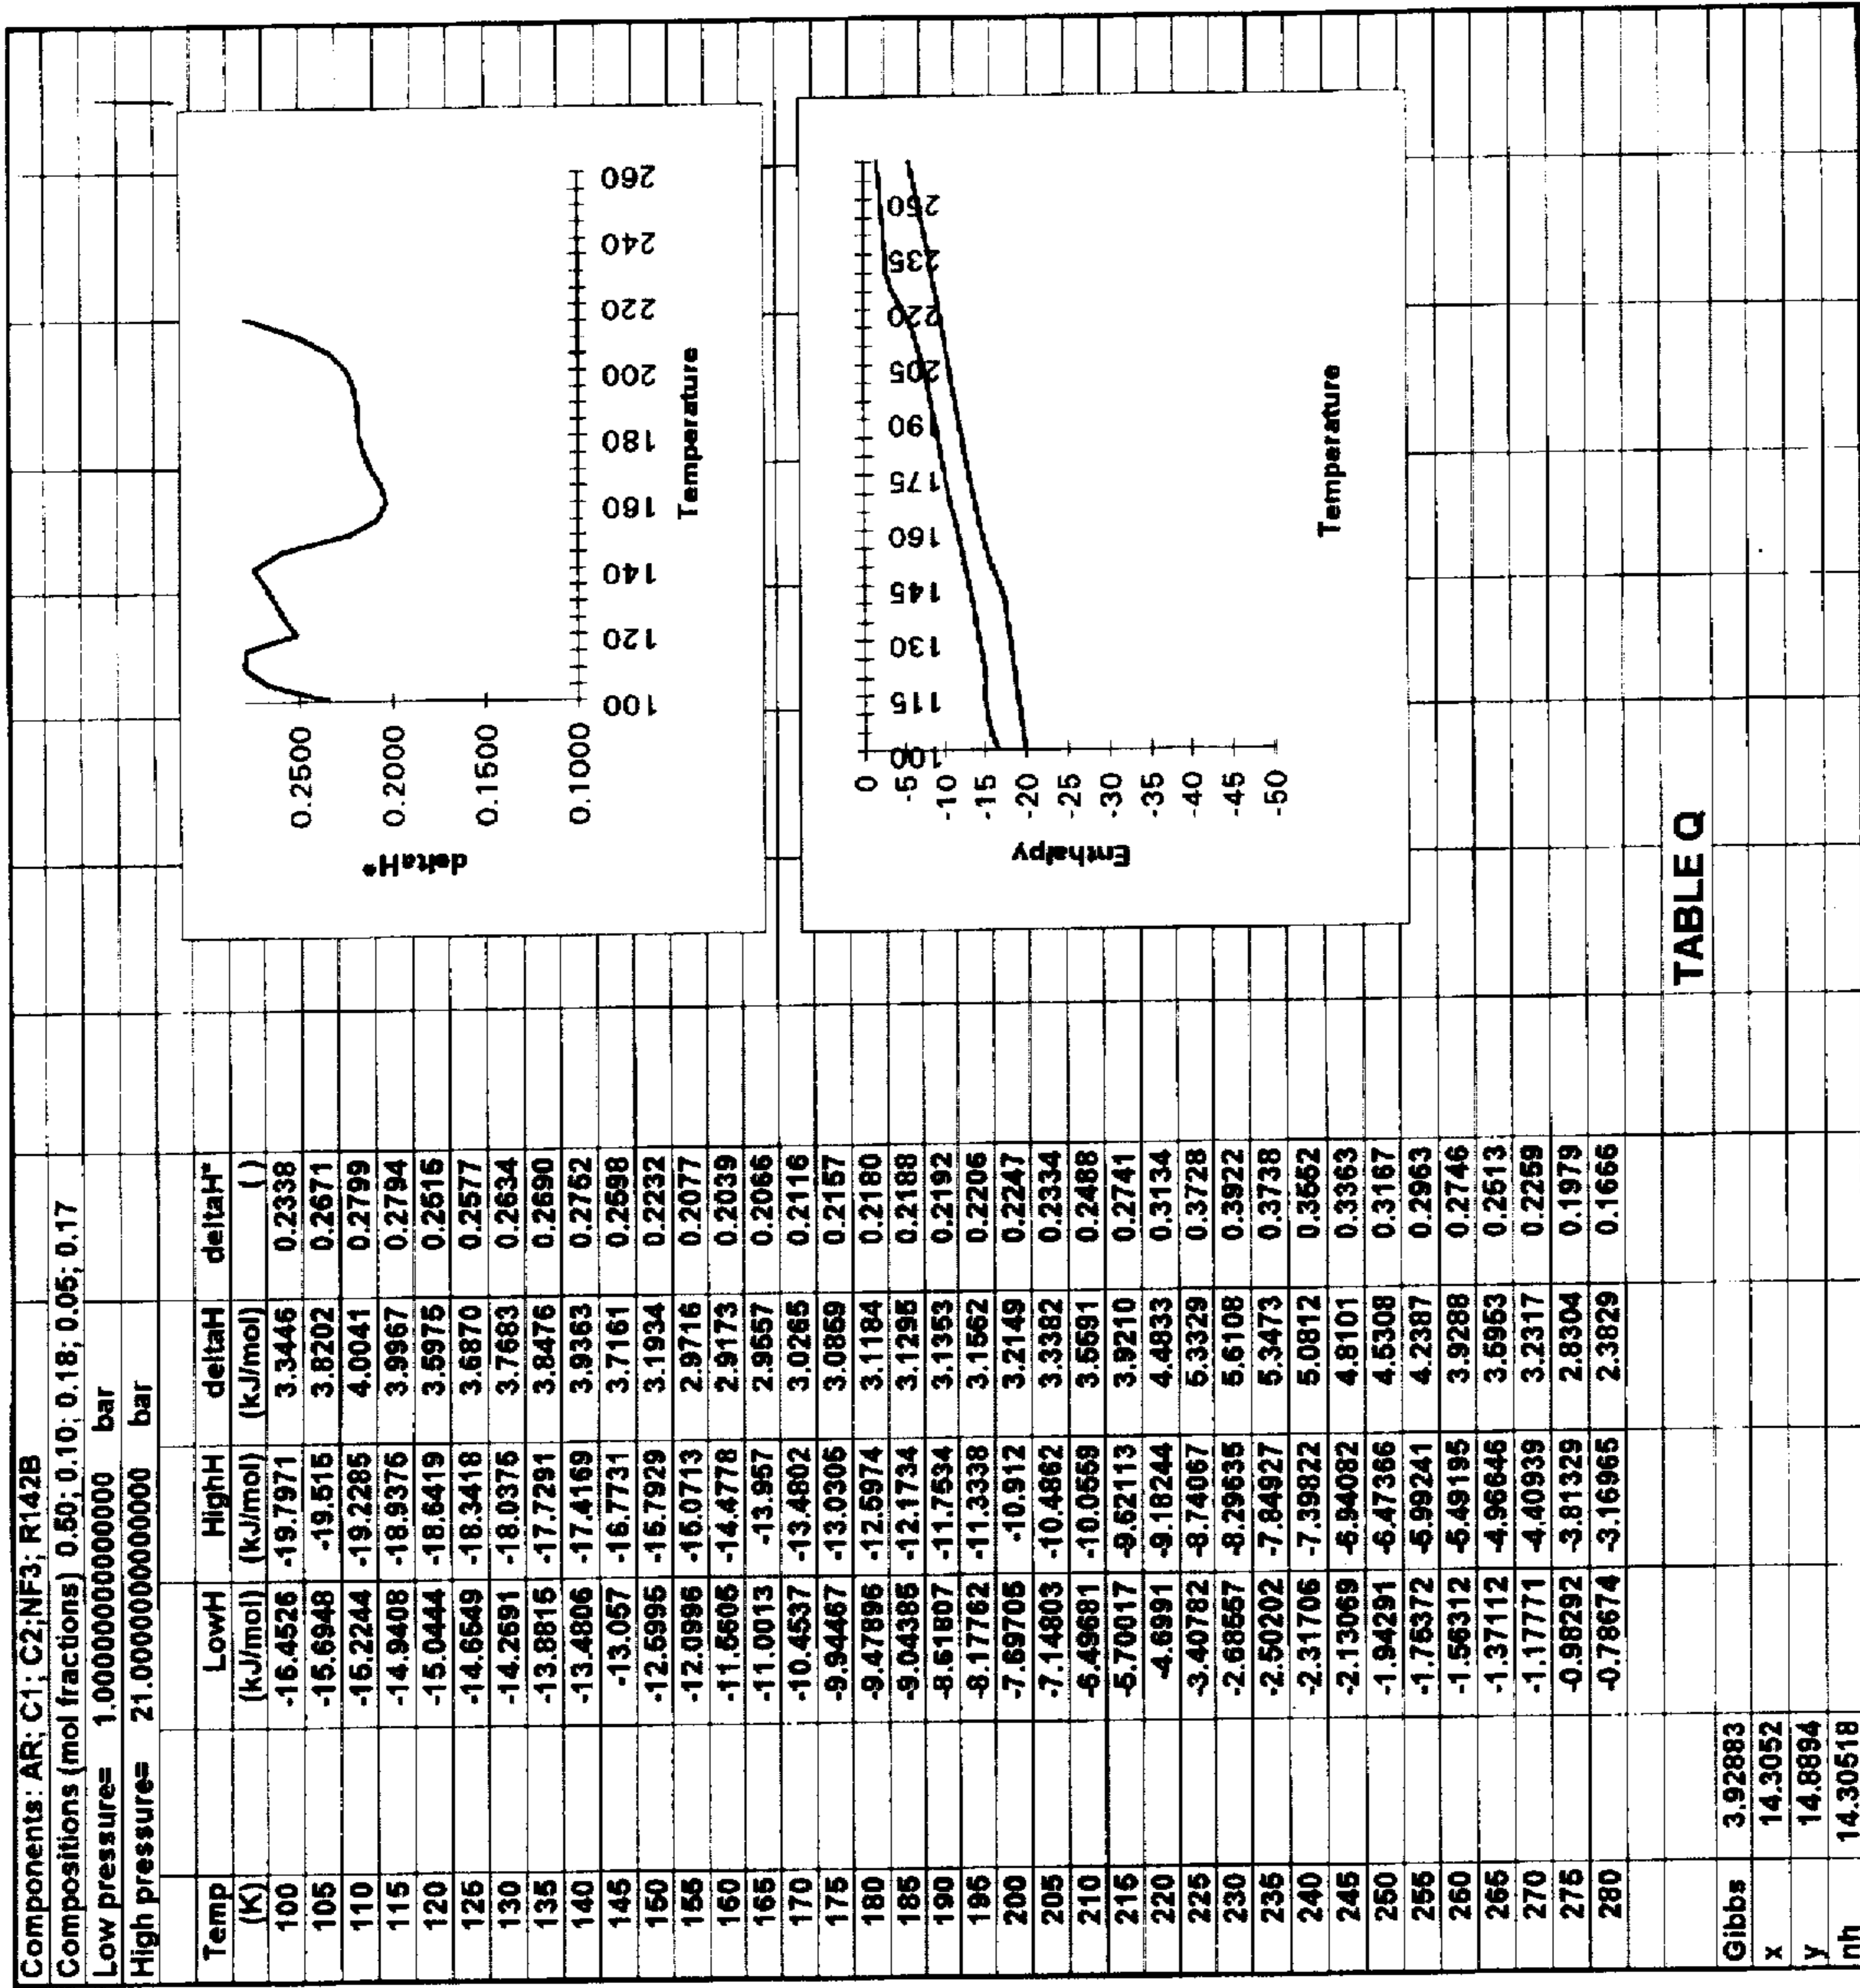 Components: AR; C1; C2;NF3; R142B
Compositions (mol fractions) 0.50; 0.10; 0.18; 0.05; 0.17
Low pressure= 1.00000000000 bar
High pressure= 21.00000000000 bar
Temp LowH HighH deltaH deltaH*
(K) (kJ/mol) (kJ/mol) (kJ/mol) ( )
100 -16.4526 -19.7971 3.3446 0.2338
105 -15.6948 -19.515 3.8202 0.2671
110 -15.2244 -19.2285 4.0041 0.2799
115 -14.9408 -18.9375 3.9967 0.2794
120 -15.0444 -18.6419 3.5975 0.2515
125 -14.6549 -18.3418 3.6870 0.2577
130 -14.2691 -18.0375 3.7683 0.2634
135 -13.8815 -17.7291 3.8476 0.2690
140 -13.4806 -17.4169 3.9363 0.2752
145 -13.057 -16.7731 3.7161 0.2598
150 -12.5995 -15.7929 3.1934 0.2232
155 -12.0996 -15.0713 2.9716 0.2077
160 -11.5605 -14.4778 2.9173 0.2039
165 -11.0013 -13.957 2.9557 0.2066
170 -10.4537 -13.4802 3.0265 0.2116
175 -9.94467 -13.0305 3.0859 0.2157
180 -9.47896 -12.5974 3.1184 0.2180
185 -9.04385 -12.1734 3.1295 0.2188
190 -8.61807 -11.7534 3.1353 0.2192
195 -8.17762 -11.3338 3.1562 0.2206
200 -7.69705 -10.912 3.2149 0.2247
205 -7.14803 -10.4862 3.3382 0.2334
210 -6.49681 -10.0559 3.5591 0.2488
215 -5.70017 -9.62113 3.9210 0.2741
220 -4.6991 -9.18244 4.4833 0.3134
225 -3.40782 -8.74067 5.3329 0.3728
230 -2.68557 -8.29635 5.6108 0.3922
235 -2.50202 -7.84927 5.3473 0.3738
240 -2.31706 -7.39822 5.0812 0.3552
245 -2.13069 -6.94082 4.8101 0.3363
250 -1.94291 -6.47366 4.5308 0.3167
255 -1.75372 -5.99241 4.2387 0.2963
260 -1.56312 -5.49195 3.9288 0.2746
265 -1.37112 -4.96646 3.5953 0.2513
270 -1.17771 -4.40939 3.2317 0.2259
275 -0.98292 -3.81329 2.8304 0.1979
280 -0.78674 -3.16965 2.3829 0.1666
Gibbs 3.92883
x 14.3052
y 14.8894
Inh 14.30518
deltaH*
0.2500
0.2000
0.1500
0.1000
100 120 140 160 180 200 220 240 260
Temperature
Enthalpy
0
-5
-10
-15
-20
-25
-30
-35
-40
-45
-50
100 115 130 145 160 175 90 205 220 235 250
Temperature
TABLE Q